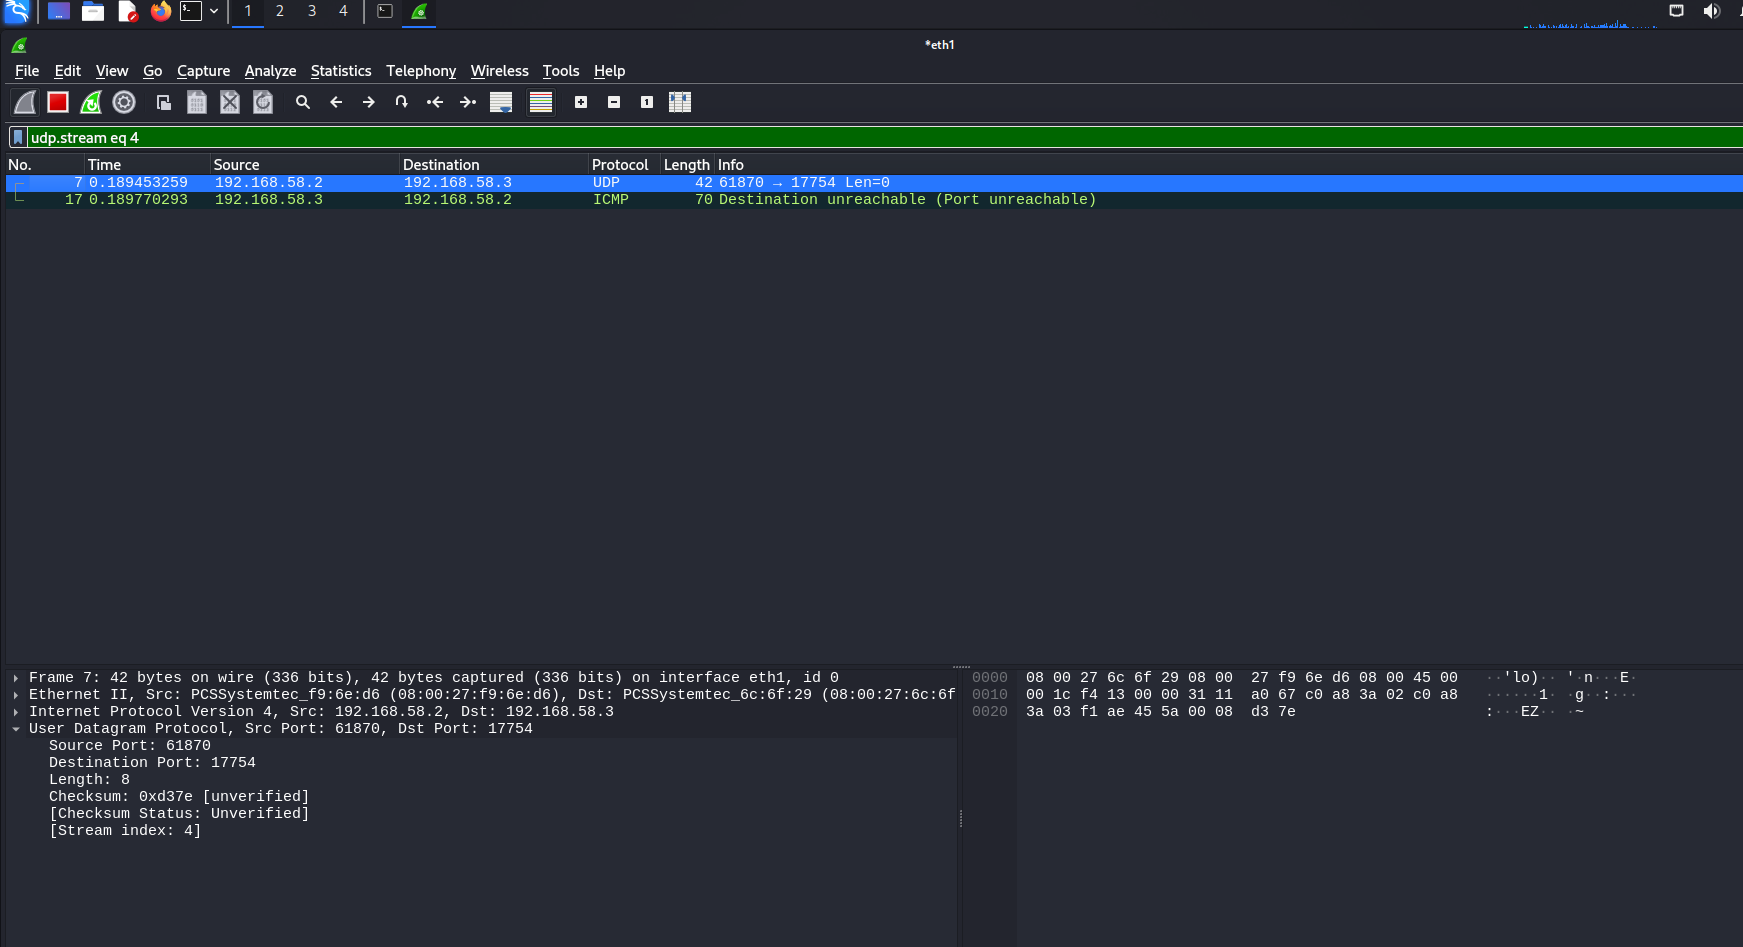 1 2 3 4
*eth1
File Edit View Go Capture Analyze Statistics Telephony Wireless Tools Help
udp.stream eq 4
No. Time Source Destination Protocol Length Info
7 0.189453259 192.168.58.2 192.168.58.3 UDP 42 61870 → 17754 Len=0
17 0.189770293 192.168.58.3 192.168.58.2 ICMP 70 Destination unreachable (Port unreachable)
Frame 7: 42 bytes on wire (336 bits), 42 bytes captured (336 bits) on interface eth1, id 0
Ethernet II, Src: PCSSystemtec_f9:6e:d6 (08:00:27:f9:6e:d6), Dst: PCSSystemtec_6c:6f:29 (08:00:27:6c:6f
Internet Protocol Version 4, Src: 192.168.58.2, Dst: 192.168.58.3
User Datagram Protocol, Src Port: 61870, Dst Port: 17754
Source Port: 61870
Destination Port: 17754
Length: 8
Checksum: 0xd37e [unverified]
[Checksum Status: Unverified]
[Stream index: 4]
0000 08 00 27 6c 6f 29 08 00 27 f9 6e d6 08 00 45 00 ··'lo)·· '·n···E·
0010 00 1c f4 13 00 00 31 11 a0 67 c0 a8 3a 02 c0 a8 ······1· ·g··:···
0020 3a 03 f1 ae 45 5a 00 08 d3 7e :···EZ·· ·~